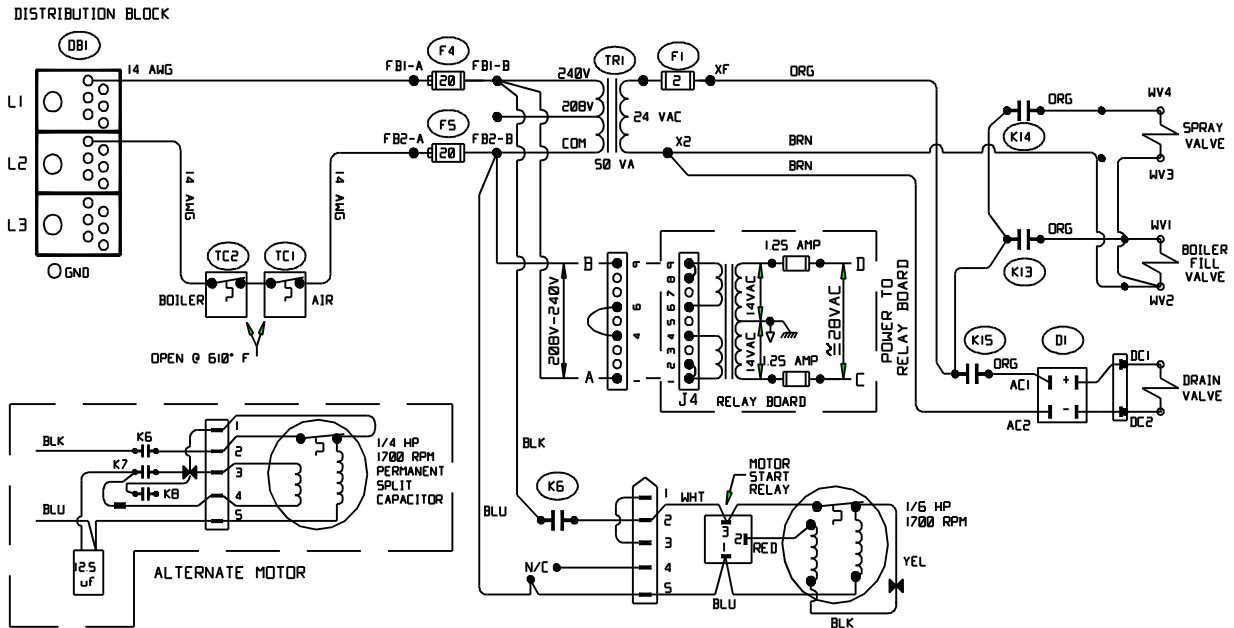 DISTRIBUTION BLOCK
DB1
14 AWG
L1
L2
L3
GND
14 AWG
14 AWG
TC2
TC1
BOILER
AIR
OPEN @ 610° F
FB1-A
F4
20
FB1-B
FB2-A
F5
20
FB2-B
240V
208V
COM
TR1
50 VA
24 VAC
F1
2
XF
X2
ORG
BRN
BRN
K14
ORG
WV4
SPRAY
VALVE
WV3
K13
ORG
WV1
BOILER
FILL
VALVE
WV2
K15
ORG
D1
AC1
AC2
+
-
DC1
DC2
DRAIN
VALVE
B
A
208V-240V
9
6
4
1
9
8
7
6
5
4
3
2
1
J4
RELAY BOARD
1.25 AMP
1.25 AMP
14VAC
14VAC
≈28VAC
D
C
POWER TO
RELAY BOARD
BLK
BLU
K6
N/C
1
2
3
4
5
WHT
MOTOR
START
RELAY
3
2
1
RED
BLU
1/6 HP
1700 RPM
YEL
BLK
BLK
K6
K7
K8
BLU
12.5
uf
1
2
3
4
5
1/4 HP
1700 RPM
PERMANENT
SPLIT
CAPACITOR
ALTERNATE MOTOR